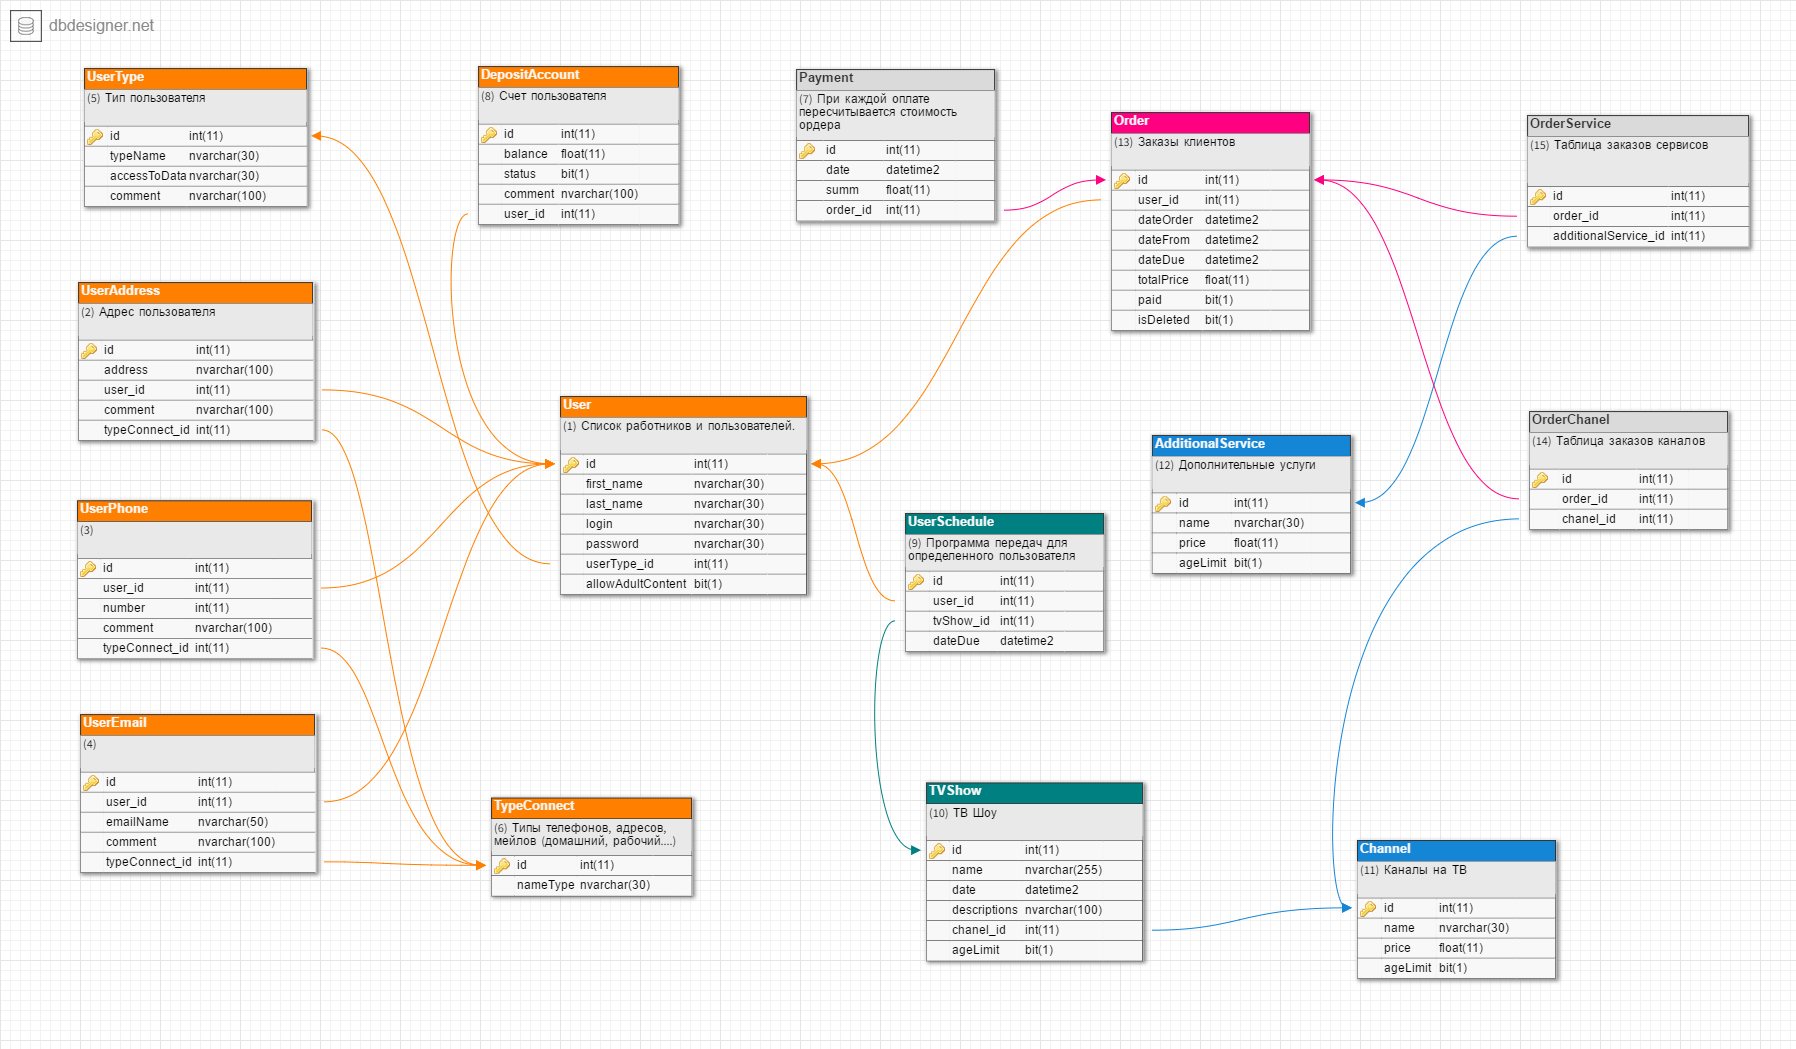 dbdesigner.net
UserType
(5) Тип пользователя
id int(11)
typeName nvarchar(30)
accessToData nvarchar(30)
comment nvarchar(100)
DepositAccount
(8) Счет пользователя
id int(11)
balance float(11)
status bit(1)
comment nvarchar(100)
user_id int(11)
Payment
(7) При каждой оплате
пересчитывается стоимость
ордера
id int(11)
date datetime2
summ float(11)
order_id int(11)
Order
(13) Заказы клиентов
id int(11)
user_id int(11)
dateOrder datetime2
dateFrom datetime2
dateDue datetime2
totalPrice float(11)
paid bit(1)
isDeleted bit(1)
OrderService
(15) Таблица заказов сервисов
id int(11)
order_id int(11)
additionalService_id int(11)
UserAddress
(2) Адрес пользователя
id int(11)
address nvarchar(100)
user_id int(11)
comment nvarchar(100)
typeConnect_id int(11)
User
(1) Список работников и пользователей.
id int(11)
first_name nvarchar(30)
last_name nvarchar(30)
login nvarchar(30)
password nvarchar(30)
userType_id int(11)
allowAdultContent bit(1)
AdditionalService
(12) Дополнительные услуги
id int(11)
name nvarchar(30)
price float(11)
ageLimit bit(1)
OrderChanel
(14) Таблица заказов каналов
id int(11)
order_id int(11)
chanel_id int(11)
UserPhone
(3)
id int(11)
user_id int(11)
number int(11)
comment nvarchar(100)
typeConnect_id int(11)
UserSchedule
(9) Программа передач для
определенного пользователя
id int(11)
user_id int(11)
tvShow_id int(11)
dateDue datetime2
UserEmail
(4)
id int(11)
user_id int(11)
emailName nvarchar(50)
comment nvarchar(100)
typeConnect_id int(11)
TypeConnect
(6) Типы телефонов, адресов,
мейлов (домашний, рабочий....)
id int(11)
nameType nvarchar(30)
TVShow
(10) ТВ Шоу
id int(11)
name nvarchar(255)
date datetime2
descriptions nvarchar(100)
chanel_id int(11)
ageLimit bit(1)
Channel
(11) Каналы на ТВ
id int(11)
name nvarchar(30)
price float(11)
ageLimit bit(1)